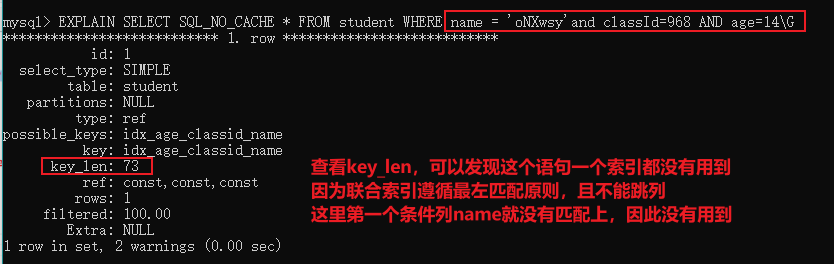 mysql> EXPLAIN SELECT SQL_NO_CACHE * FROM student WHERE name = 'oNXwsy'and classId=968 AND age=14\G
*************************** 1. row ***************************
id: 1
select_type: SIMPLE
table: student
partitions: NULL
type: ref
possible_keys: idx_age_classid_name
key: idx_age_classid_name
key_len: 73
查看key_len，可以发现这个语句一个索引都没有用到
ref: const,const,const
因为联合索引遵循最左匹配原则，且不能跳列
rows: 1
这里第一个条件列name就没有匹配上，因此没有用到
filtered: 100.00
Extra: NULL
1 row in set, 2 warnings (0.00 sec)